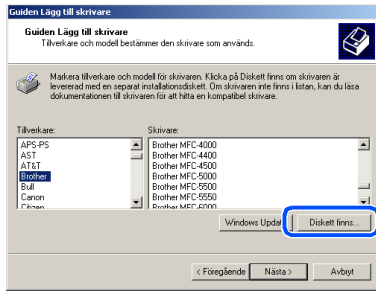 Guiden Lägg till skrivare
Guiden Lägg till skrivare
Tillverkare och modell bestämmer den skrivare som används.
Markera tillverkare och modell för skrivaren. Klicka på Diskett finns om skrivaren är
levererad med en separat installationsdiskett. Om skrivaren inte finns i listan, kan du läsa
dokumentationen till skrivaren för att hitta en kompatibel skrivare.
Tillverkare:
APS-PS
AST
AT&T
Brother
Bull
Canon
Citizen
Skrivare:
Brother MFC-4000
Brother MFC-4400
Brother MFC-4500
Brother MFC-5000
Brother MFC-5500
Brother MFC-5550
Brother MFC-6000
Windows Updat
Diskett finns...
< Föregående
Nästa >
Avbryt